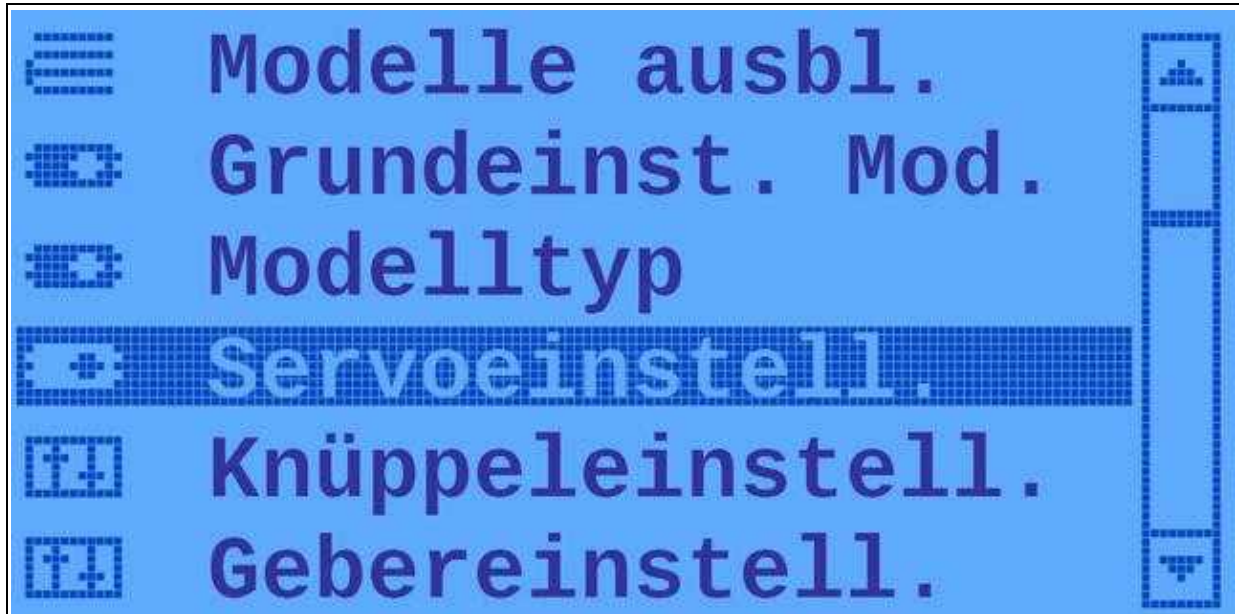 Modelle ausbl.
Grundeinst. Mod.
Modelltyp
Servoeinstell.
Knüppeleinstell.
Gebereinstell.